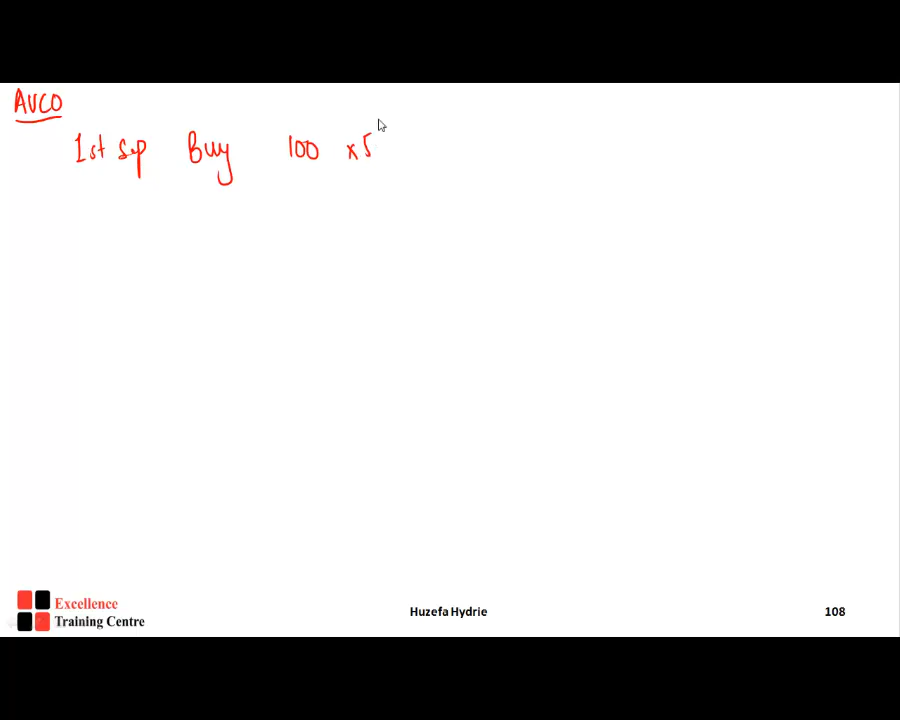 AVCO
1st Sep Buy 100 x 5
Excellence
Training Centre
Huzefa Hydrie
108